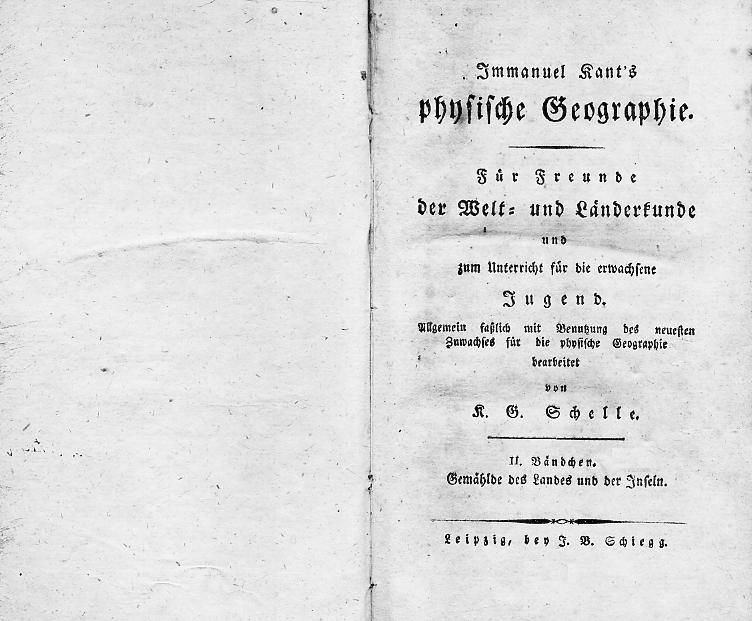 Immanuel Kant's
physische Geographie.
Für Freunde
der Welt- und Länderkunde
und
zum Unterricht für die erwachsene
Jugend.
Allgemein faßlich mit Benutzung des neuesten
Zuwachses für die physische Geographie
bearbeitet
von
K. G. Schelle.
II. Bändchen.
Gemählde des Landes und der Inseln.
Leipzig, bey J. B. Schiegg.